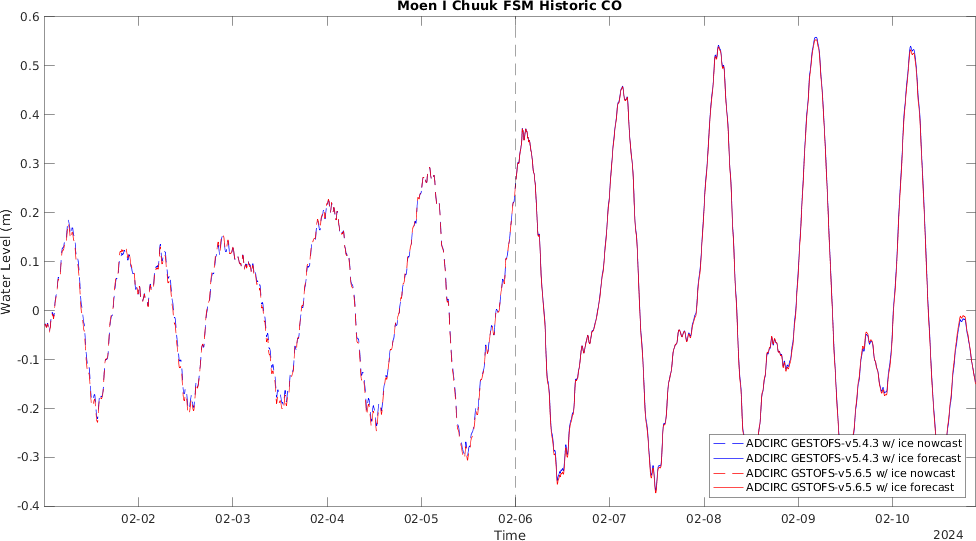 Moen I Chuuk FSM Historic CO
0.6
0.5
0.4
0.3
0.2
0.1
0
-0.1
-0.2
-0.3
-0.4
Water Level (m)
ADCIRC GESTOFS-v5.4.3 w/ ice nowcast
ADCIRC GESTOFS-v5.4.3 w/ ice forecast
ADCIRC GSTOFS-v5.6.5 w/ ice nowcast
ADCIRC GSTOFS-v5.6.5 w/ ice forecast
02-02 02-03 02-04 02-05 02-06 02-07 02-08 02-09 02-10
Time
2024